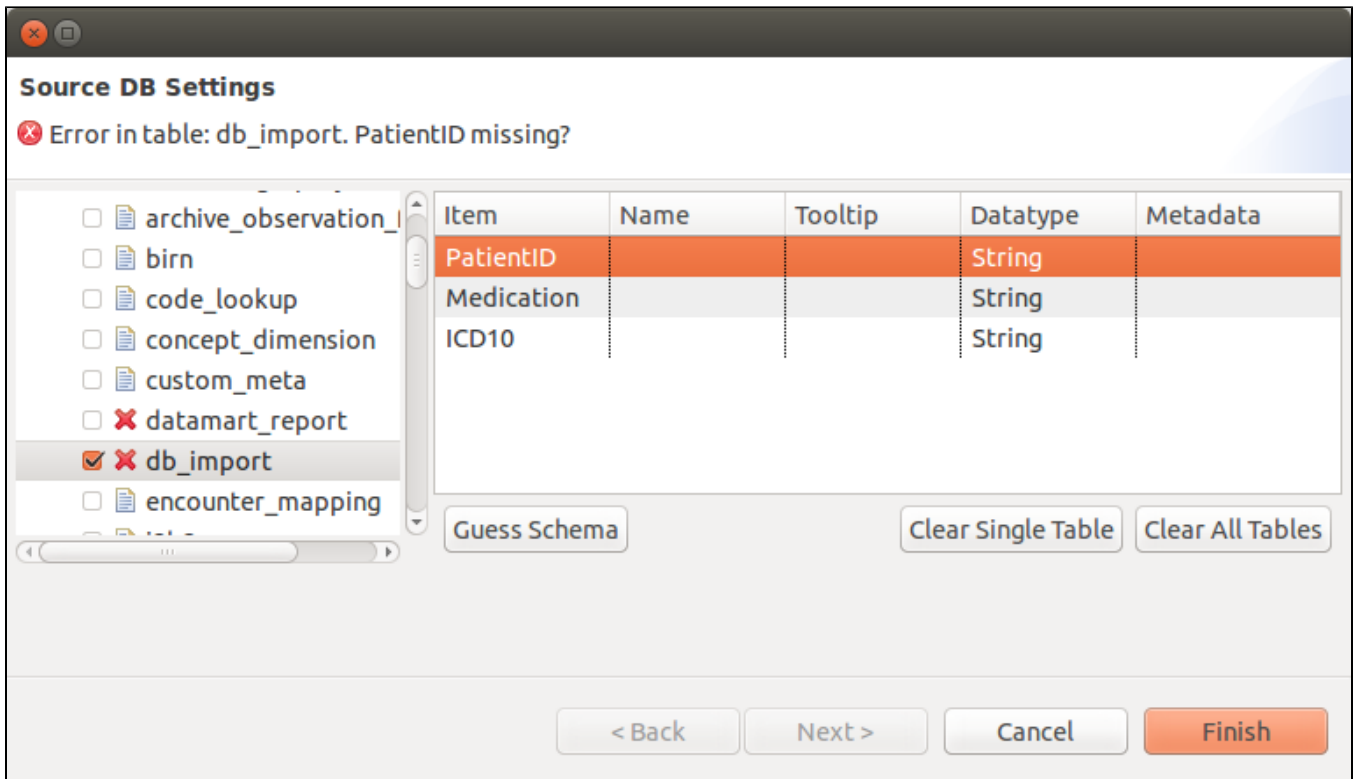 Source DB Settings
Error in table: db_import. PatientID missing?
archive_observation_
birn
code_lookup
concept_dimension
custom_meta
datamart_report
db_import
encounter_mapping
Item Name Tooltip Datatype Metadata
PatientID String
Medication String
ICD10 String
Guess Schema Clear Single Table Clear All Tables
< Back Next > Cancel Finish